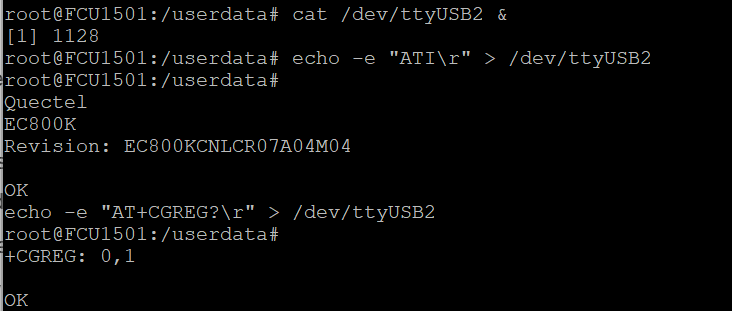 root@FCU1501:/userdata# cat /dev/ttyUSB2 &
[1] 1128
root@FCU1501:/userdata# echo -e "ATI\r" > /dev/ttyUSB2
root@FCU1501:/userdata#
Quectel
EC800K
Revision: EC800KCNLCR07A04M04
OK
echo -e "AT+CGREG?\r" > /dev/ttyUSB2
root@FCU1501:/userdata#
+CGREG: 0,1
OK